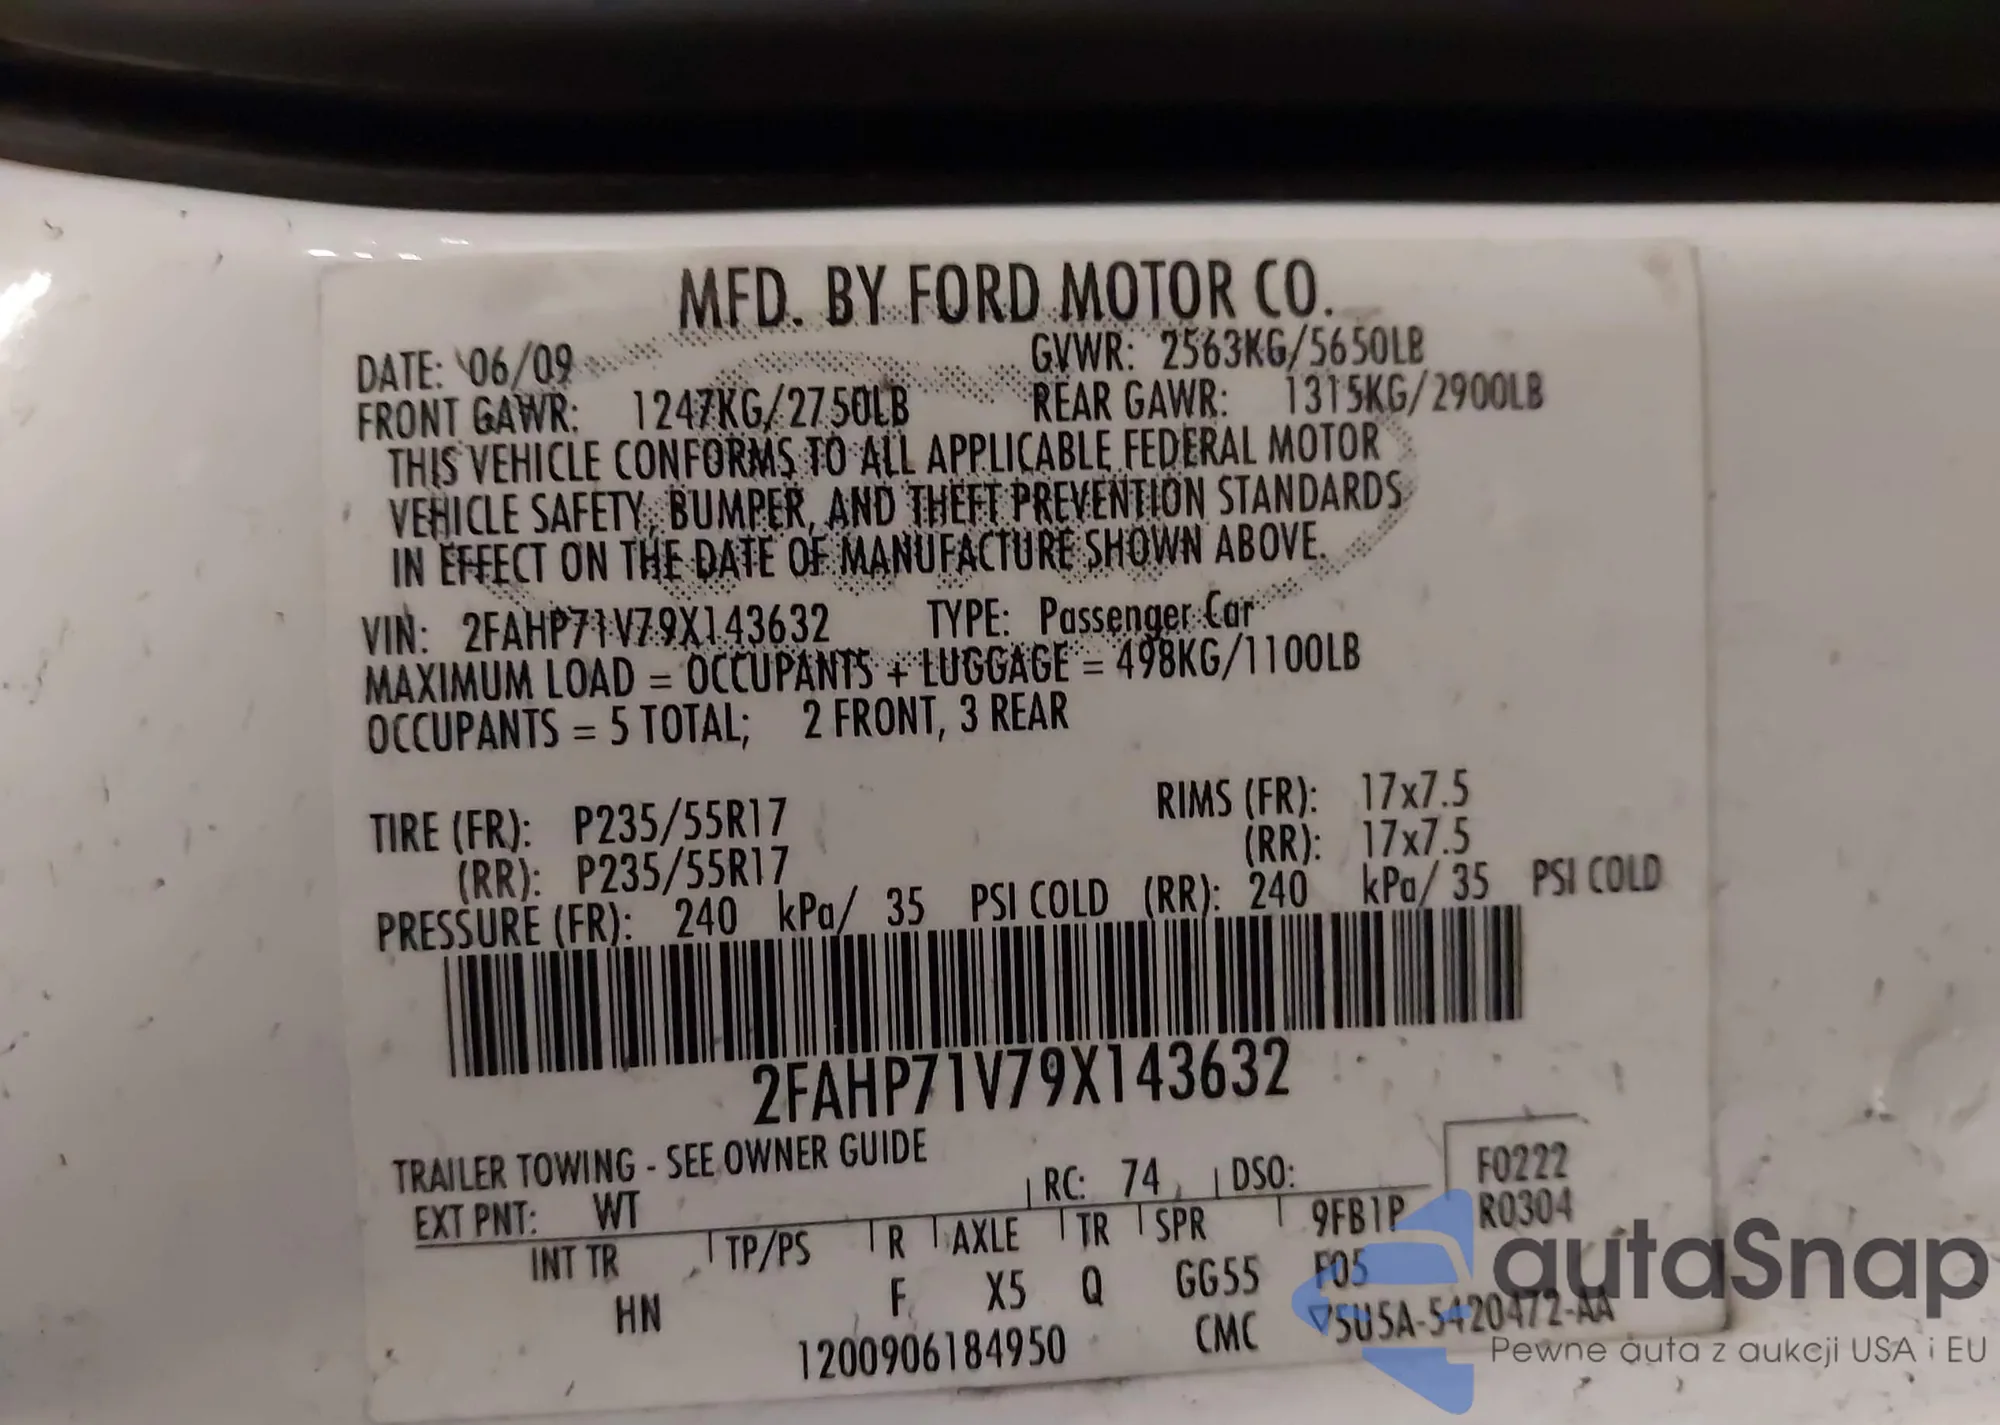 MFD. BY FORD MOTOR CO.
DATE: 06/09 GVWR: 2563KG/5650LB
FRONT GAWR: 1247KG/2750LB REAR GAWR: 1315KG/2900LB
THIS VEHICLE CONFORMS TO ALL APPLICABLE FEDERAL MOTOR
VEHICLE SAFETY, BUMPER, AND THEFT PREVENTION STANDARDS
IN EFFECT ON THE DATE OF MANUFACTURE SHOWN ABOVE.
VIN: 2FAHP71V79X143632 TYPE: Passenger Car
MAXIMUM LOAD = OCCUPANTS + LUGGAGE = 498KG/1100LB
OCCUPANTS = 5 TOTAL; 2 FRONT, 3 REAR
TIRE (FR): P235/55R17 RIMS (FR): 17x7.5
(RR): P235/55R17 (RR): 17x7.5
PRESSURE (FR): 240 kPa/ 35 PSI COLD (RR): 240 kPa/ 35 PSI COLD
2FAHP71V79X143632
TRAILER TOWING - SEE OWNER GUIDE
EXT PNT: WT RC: 74 DSO: F0222
INT TR TP/PS R AXLE TR SPR 9FB1P R0304
HN F X5 Q GG55 F05
1200906184950 CMC ▽5U5A-5420472-AA
autaSnap
Pewne auta z aukcji USA i EU